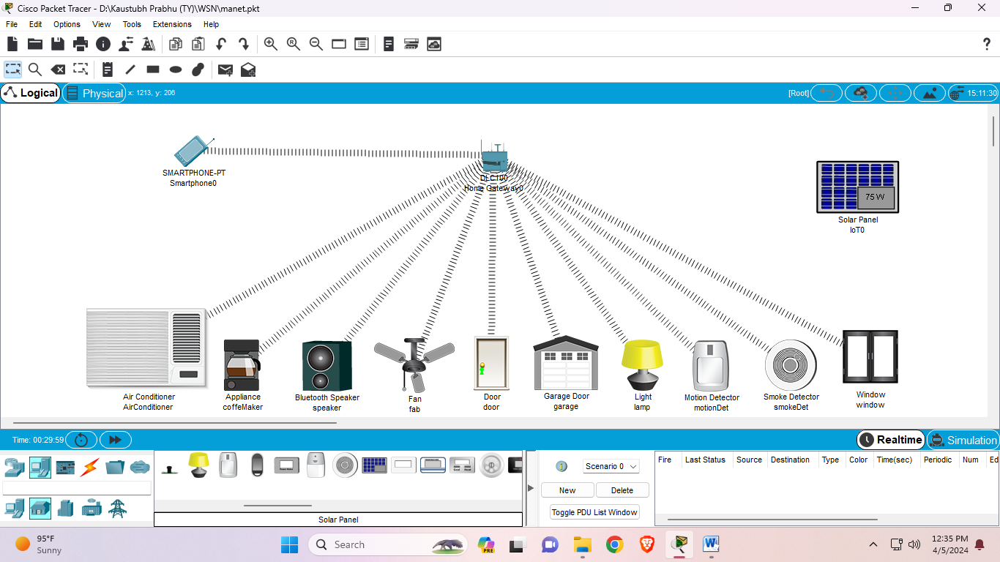 Cisco Packet Tracer - D:\Kaustubh Prabhu (TY)\WSN\manet.pkt
File Edit Options View Tools Extensions Help
Logical Physical x: 1213, y: 206 [Root] 15:11:30
SMARTPHONE-PT
Smartphone0
DLC100
Home Gateway0
75 W
Solar Panel
IoT0
Air Conditioner
AirConditioner
Appliance
coffeMaker
Bluetooth Speaker
speaker
Fan
fab
Door
door
Garage Door
garage
Light
lamp
Motion Detector
motionDet
Smoke Detector
smokeDet
Window
window
Time: 00:29:59 Realtime Simulation
Scenario 0
New Delete
Toggle PDU List Window
Fire Last Status Source Destination Type Color Time(sec) Periodic Num Ed
Solar Panel
95°F
Sunny
Search
PRE
12:35 PM
4/5/2024